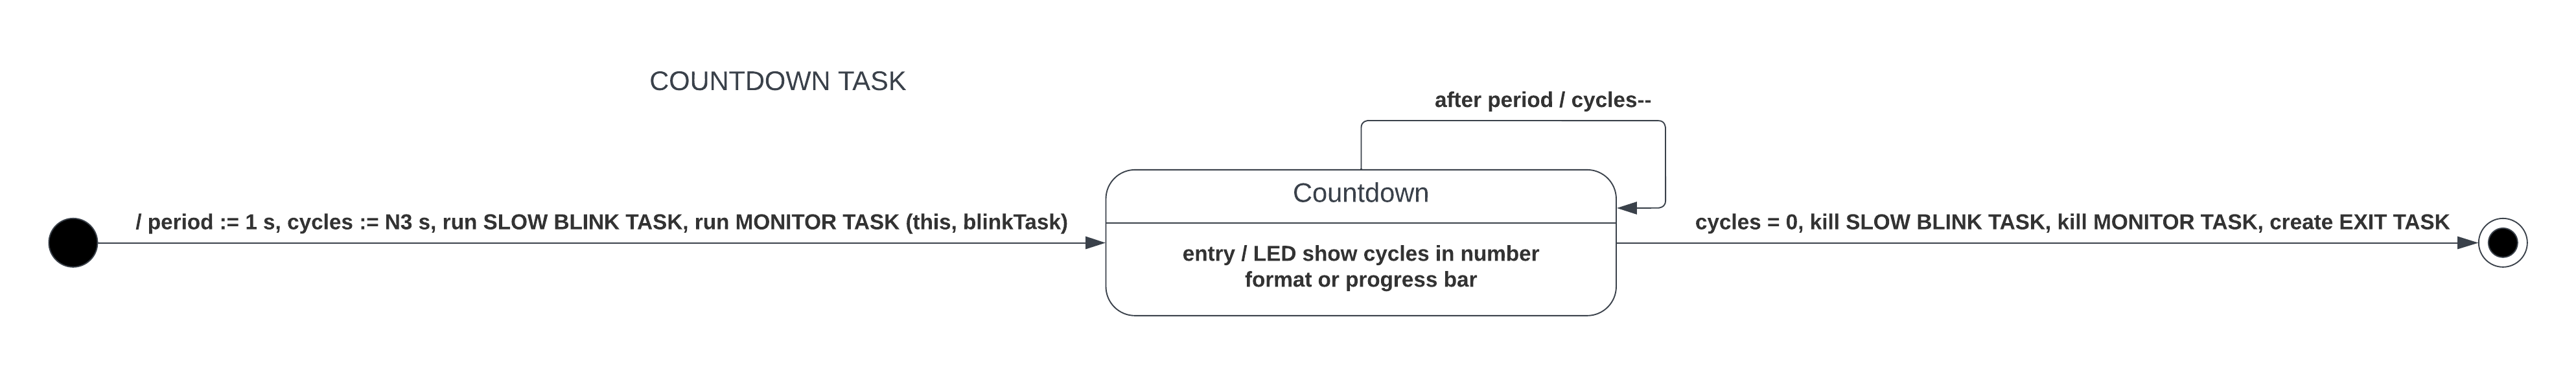 COUNTDOWN TASK
after period / cycles--
Countdown
/ period := 1 s, cycles := N3 s, run SLOW BLINK TASK, run MONITOR TASK (this, blinkTask)
cycles = 0, kill SLOW BLINK TASK, kill MONITOR TASK, create EXIT TASK
entry / LED show cycles in number
format or progress bar